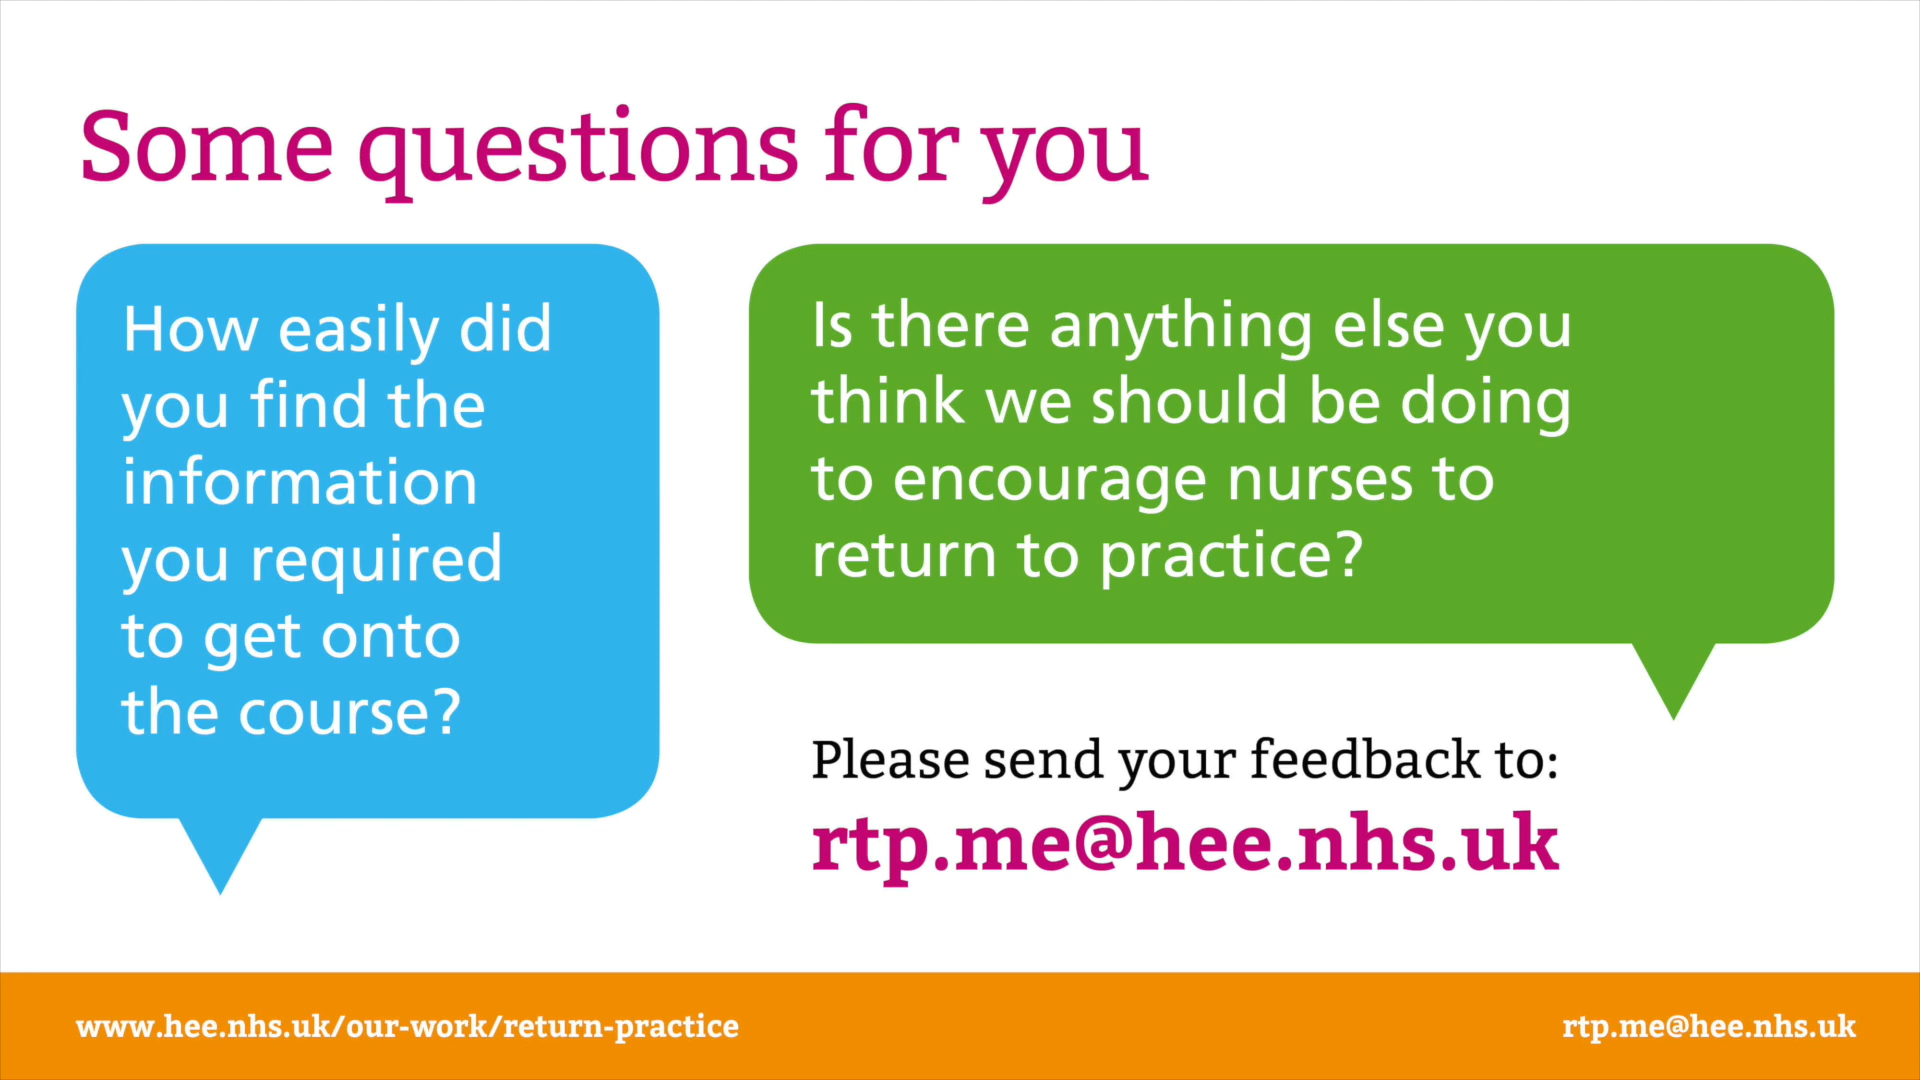 Some questions for you
How easily did
you find the
information
you required
to get onto
the course?
Is there anything else you
think we should be doing
to encourage nurses to
return to practice?
Please send your feedback to:
rtp.me@hee.nhs.uk
www.hee.nhs.uk/our-work/return-practice
rtp.me@hee.nhs.uk